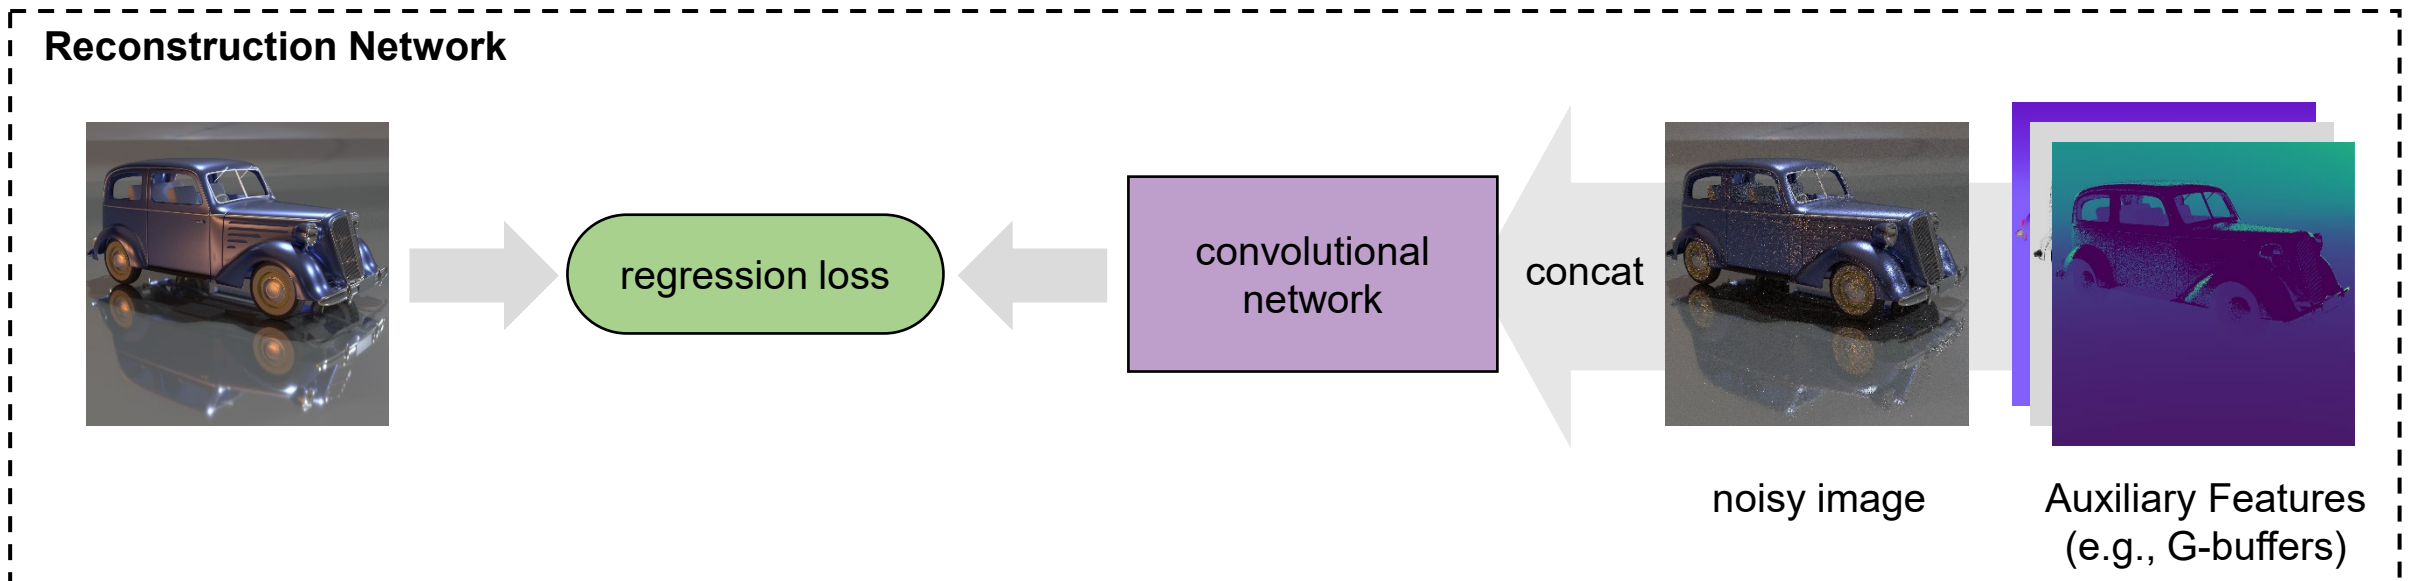 Reconstruction Network
regression loss
convolutional
network
concat
noisy image
Auxiliary Features
(e.g., G-buffers)